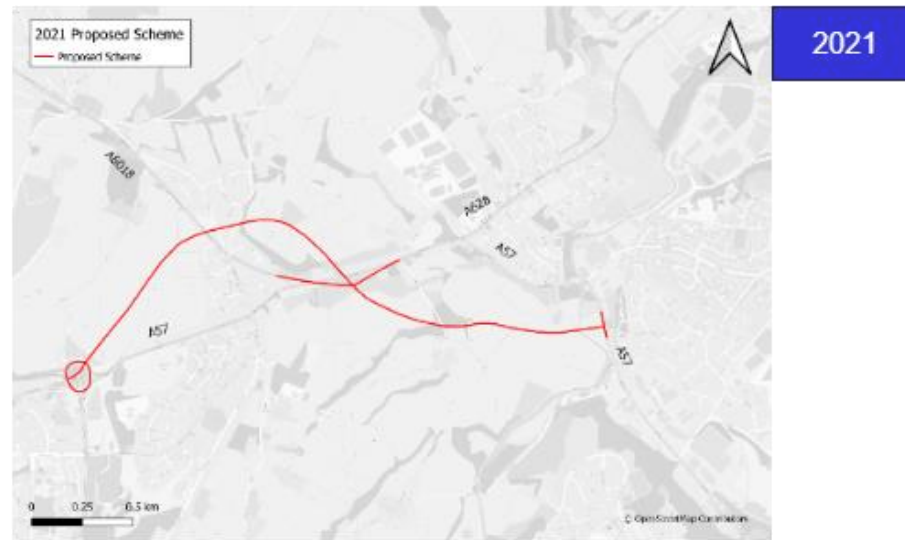 2021 Proposed Scheme
Proposed Scheme
2021
A6018
A628
A57
A57
A57
0 0.25 0.5 km
© OpenStreetMap Contributors